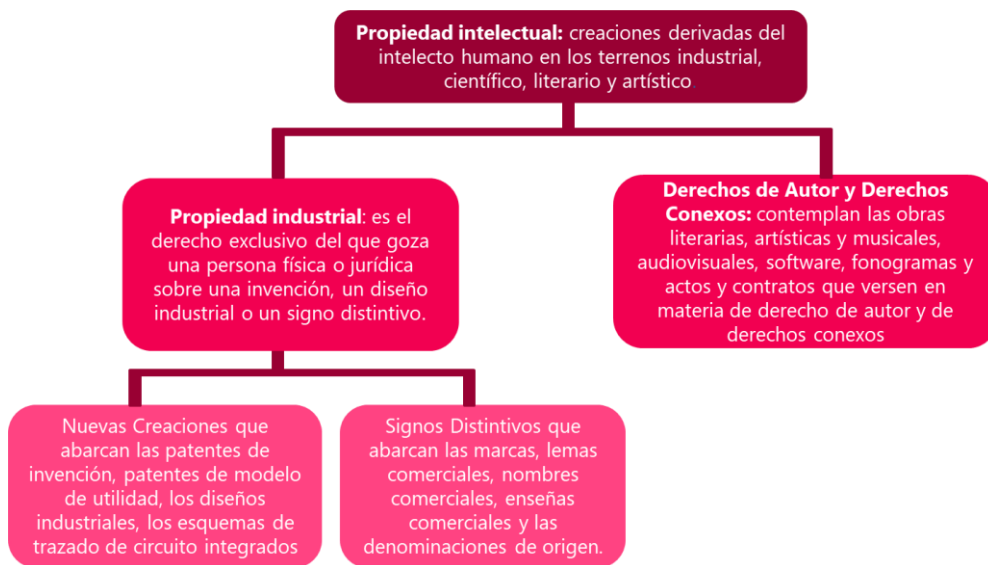 Propiedad intelectual: creaciones derivadas del
intelecto humano en los terrenos industrial,
científico, literario y artístico
Propiedad industrial: es el
derecho exclusivo del que goza
una persona física o jurídica
sobre una invención, un diseño
industrial o un signo distintivo.
Derechos de Autor y Derechos
Conexos: contemplan las obras
literarias, artísticas y musicales,
audiovisuales, software, fonogramas y
actos y contratos que versen en
materia de derecho de autor y de
derechos conexos
Nuevas Creaciones que
abarcan las patentes de
invención, patentes de modelo
de utilidad, los diseños
industriales, los esquemas de
trazado de circuito integrados
Signos Distintivos que
abarcan las marcas, lemas
comerciales, nombres
comerciales, enseñas
comerciales y las
denominaciones de origen.